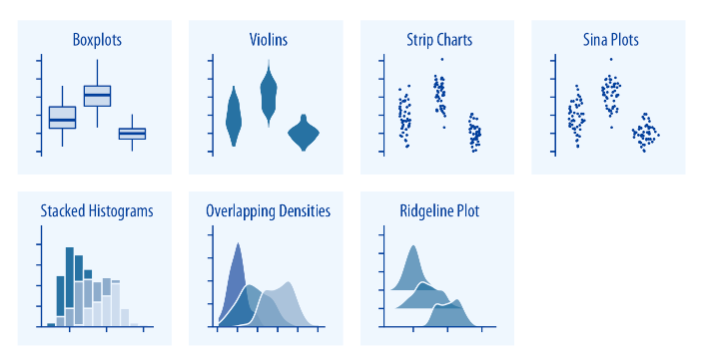 Boxplots
Violins
Strip Charts
Sina Plots
Stacked Histograms
Overlapping Densities
Ridgeline Plot